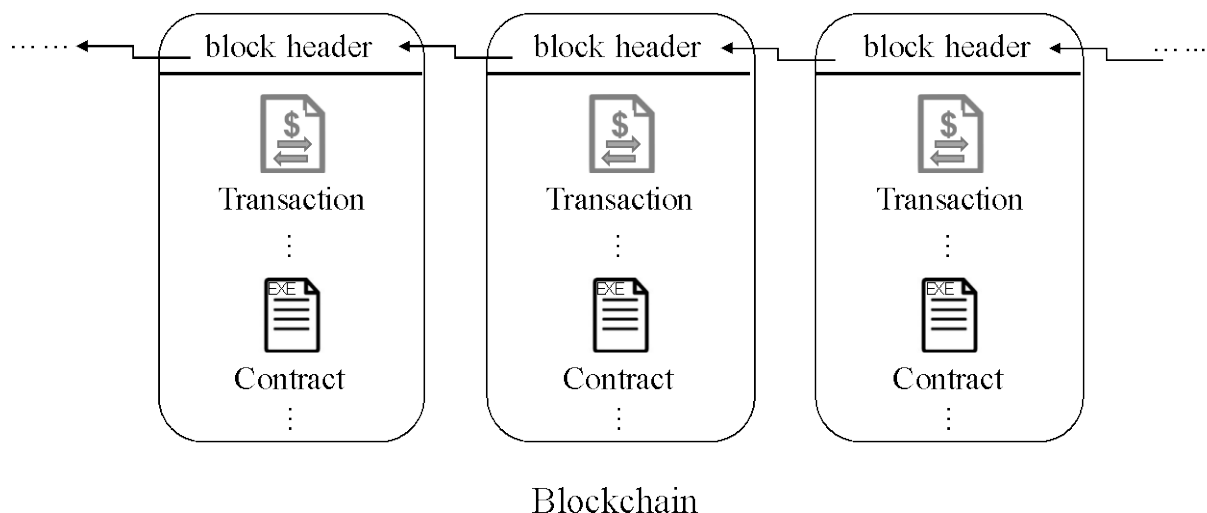 …… block header block header block header ……
$ $ $
Transaction Transaction Transaction
EXE EXE EXE
Contract Contract Contract
Blockchain